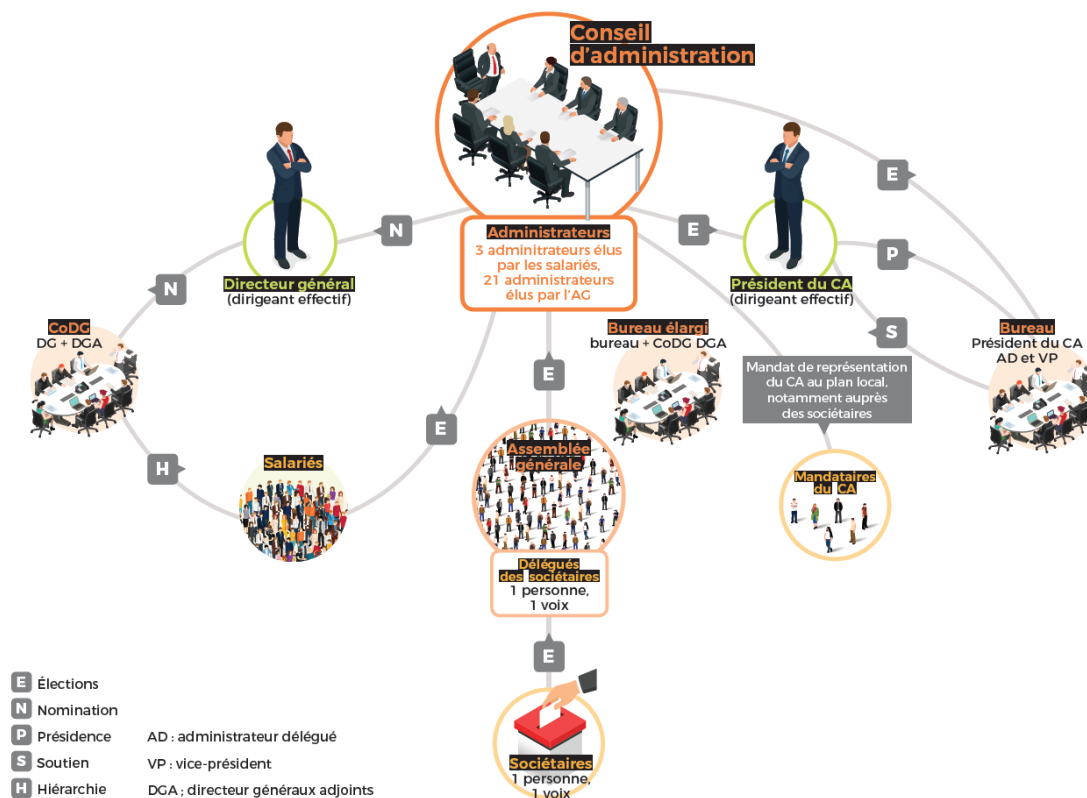 Conseil
d'administration
E
N
E
Administrateurs
3 adminitrateurs élus
par les salariés,
21 administrateurs
élus par l'AG
P
Directeur général
(dirigeant effectif)
Président du CA
(dirigeant effectif)
N
CoDG
DG + DGA
Bureau élargi
bureau + CoDG DGA
S
Bureau
Président du CA
AD et VP
E
Mandat de représentation
du CA au plan local,
notamment auprès
des sociétaires
E
H
Salariés
Assemblée
générale
Mandataires
du CA
Délégués
des sociétaires
1 personne,
1 voix
E
Sociétaires
1 personne,
1 voix
E Élections
N Nomination
P Présidence
S Soutien
H Hiérarchie
AD : administrateur délégué
VP : vice-président
DGA ; directeur généraux adjoints